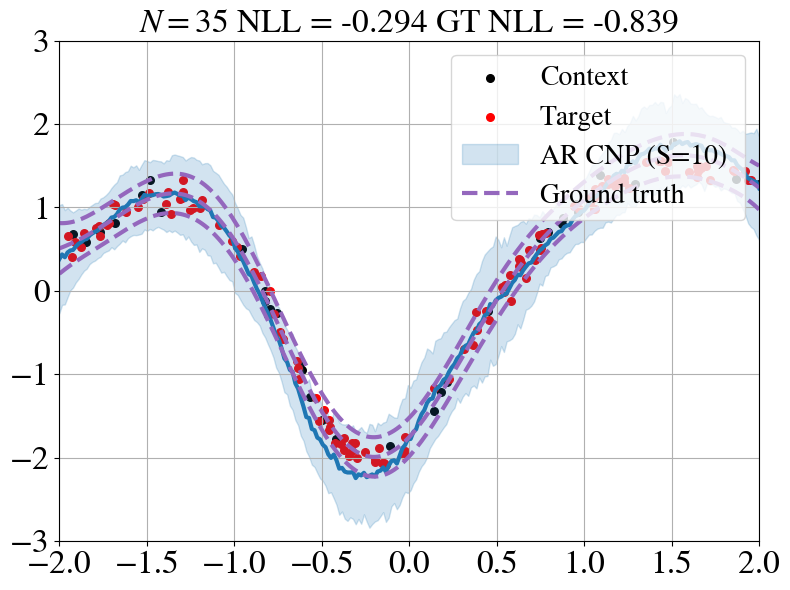 N = 35 NLL = -0.294 GT NLL = -0.839
3
2
1
0
−1
−2
−3
Context
Target
AR CNP (S=10)
Ground truth
−2.0 −1.5 −1.0 −0.5 0.0 0.5 1.0 1.5 2.0